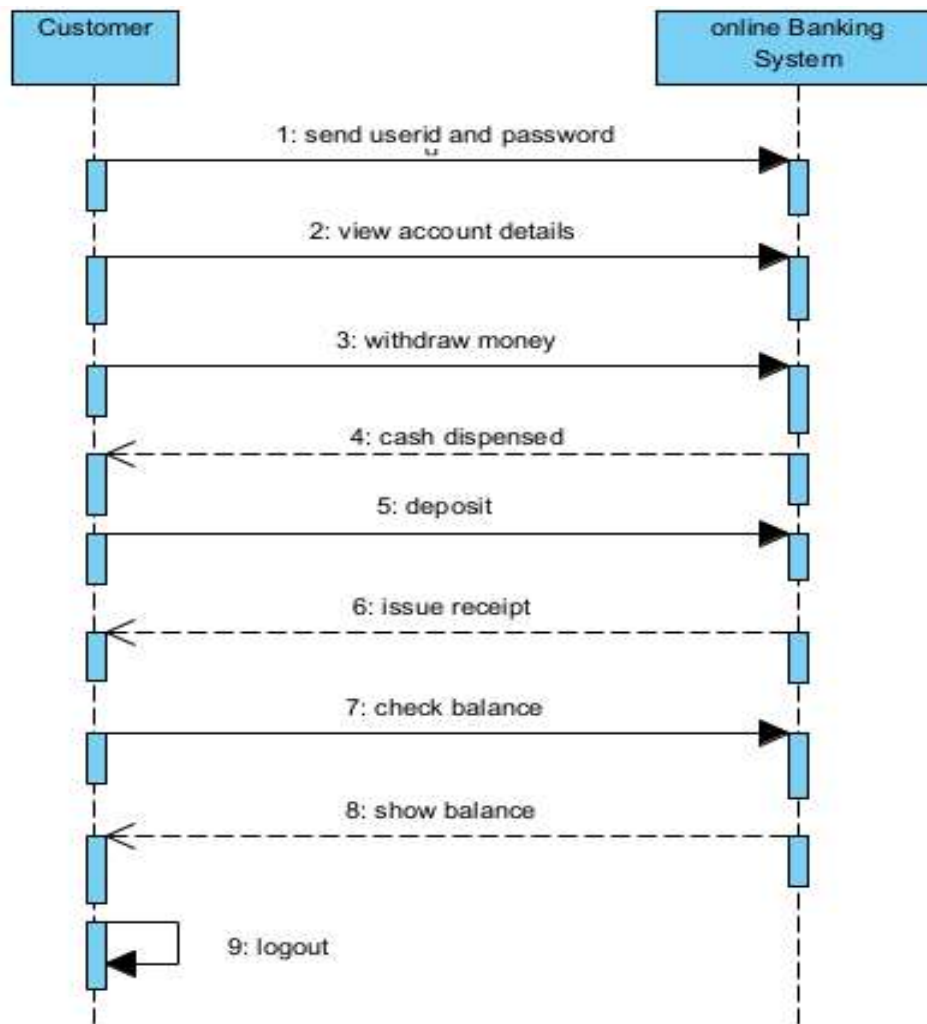 Customer
online Banking
System
1: send userid and password
2: view account details
3: withdraw money
4: cash dispensed
5: deposit
6: issue receipt
7: check balance
8: show balance
9: logout